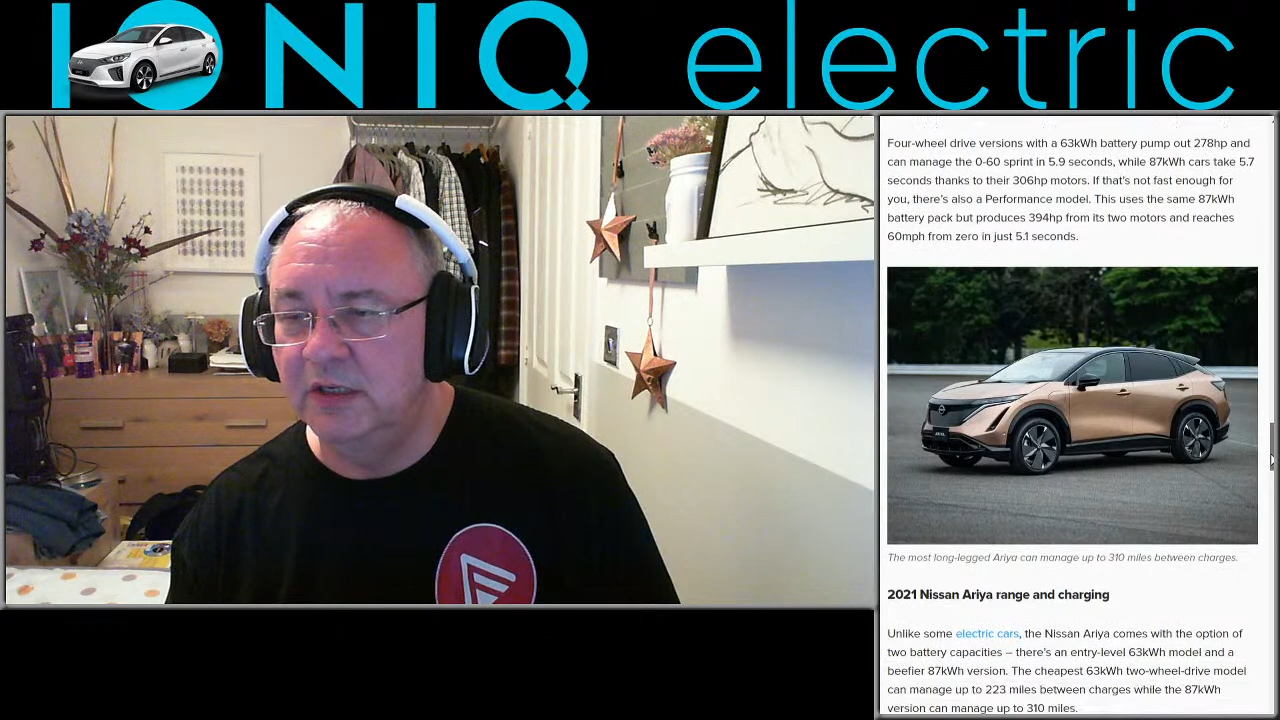 IONIQ electric
Four-wheel drive versions with a 63kWh battery pump out 278hp and
can manage the 0-60 sprint in 5.9 seconds, while 87kWh cars take 5.7
seconds thanks to their 306hp motors. If that's not fast enough for
you, there's also a Performance model. This uses the same 87kWh
battery pack but produces 394hp from its two motors and reaches
60mph from zero in just 5.1 seconds.
The most long-legged Ariya can manage up to 310 miles between charges.
2021 Nissan Ariya range and charging
Unlike some electric cars, the Nissan Ariya comes with the option of
two battery capacities – there's an entry-level 63kWh model and a
beefier 87kWh version. The cheapest 63kWh two-wheel-drive model
can manage up to 223 miles between charges while the 87kWh
version can manage up to 310 miles.